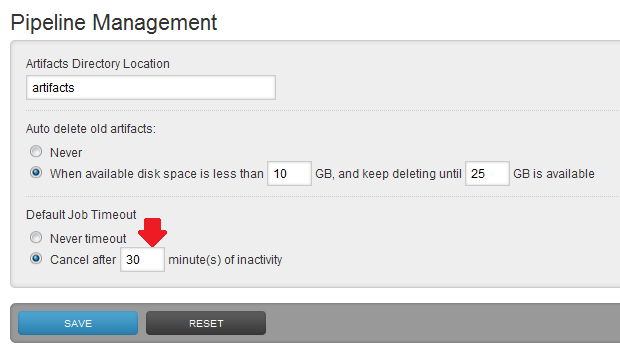 Pipeline Management
Artifacts Directory Location
artifacts
Auto delete old artifacts:
Never
When available disk space is less than 10 GB, and keep deleting until 25 GB is available
Default Job Timeout
Never timeout
Cancel after 30 minute(s) of inactivity
SAVE RESET